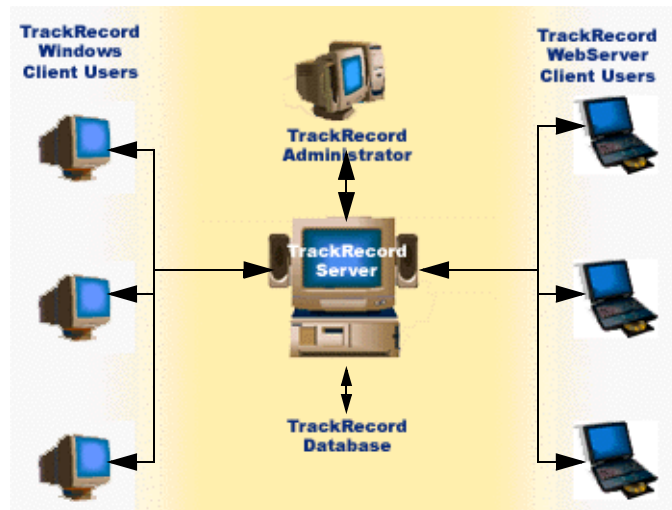 TrackRecord
Windows
Client Users
TrackRecord
Administrator
TrackRecord
WebServer
Client Users
TrackRecord
Server
TrackRecord
Database